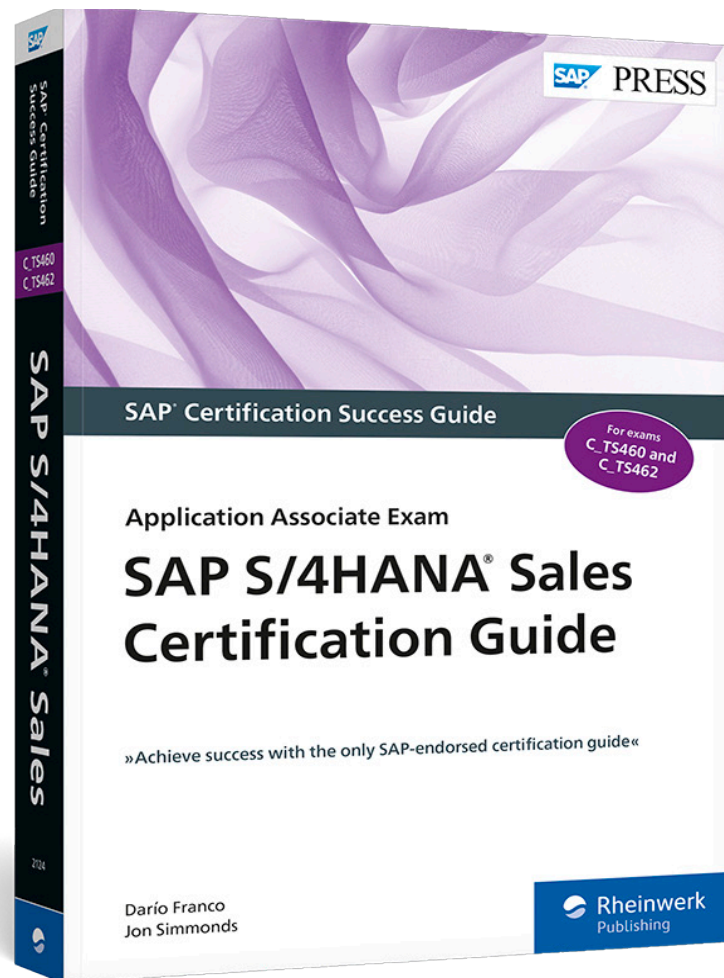 SAP
SAP® Certification
Success Guide
C_TS460
C_TS462
SAP S/4HANA® Sales
2124
SAP PRESS
SAP® Certification Success Guide
For exams
C_TS460 and
C_TS462
Application Associate Exam
SAP S/4HANA® Sales
Certification Guide
»Achieve success with the only SAP-endorsed certification guide«
Darío Franco
Jon Simmonds
Rheinwerk
Publishing